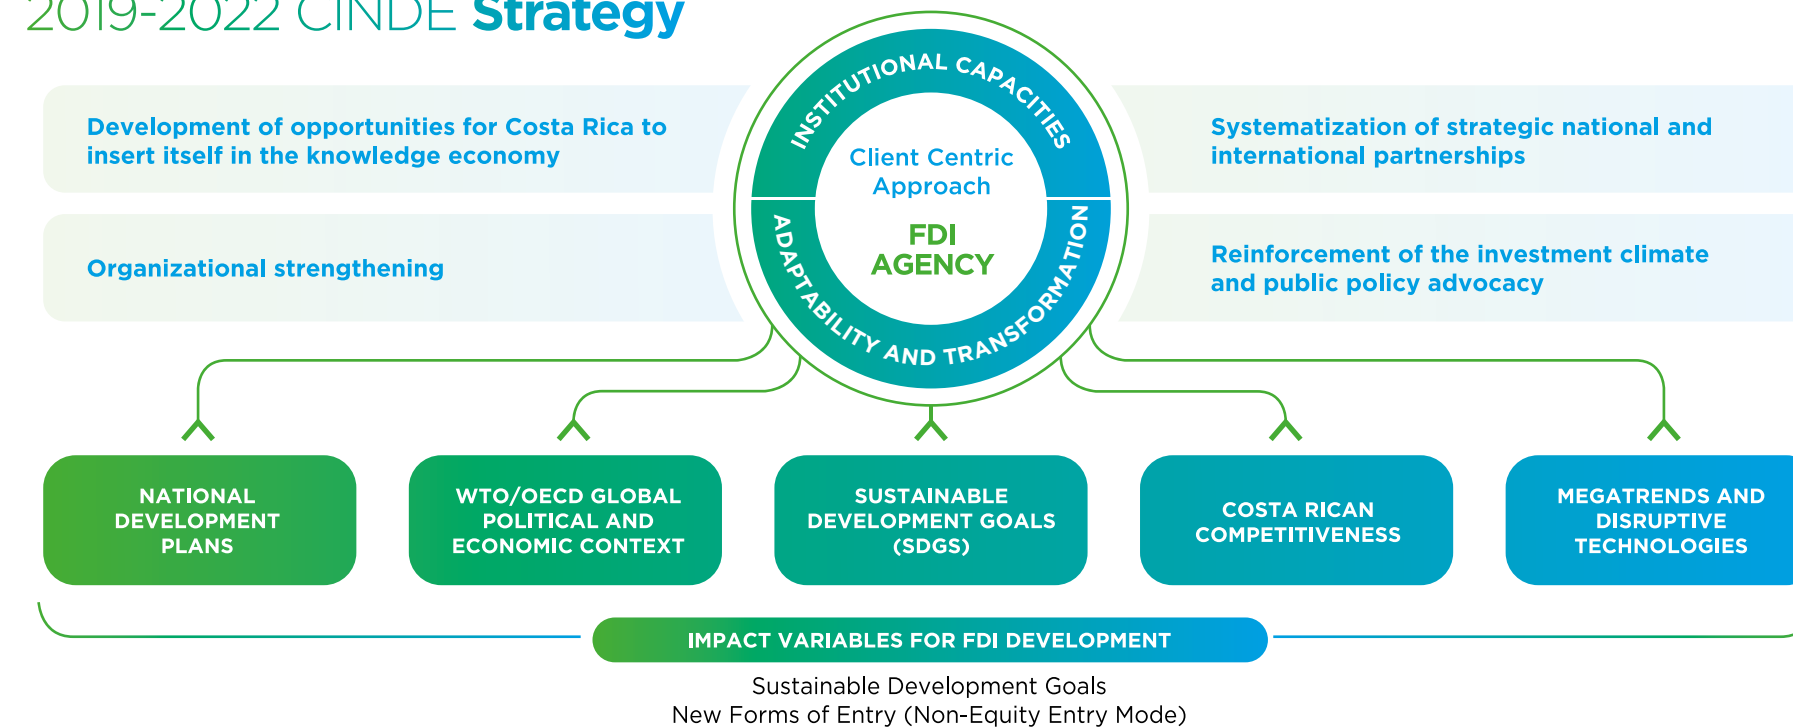 2019-2022 CINDE Strategy
Development of opportunities for Costa Rica to
insert itself in the knowledge economy
Organizational strengthening
INSTITUTIONAL CAPACITIES
Client Centric
Approach
FDI
AGENCY
ADAPTABILITY AND TRANSFORMATION
Systematization of strategic national and
international partnerships
Reinforcement of the investment climate
and public policy advocacy
NATIONAL
DEVELOPMENT
PLANS
WTO/OECD GLOBAL
POLITICAL AND
ECONOMIC CONTEXT
SUSTAINABLE
DEVELOPMENT GOALS
(SDGS)
COSTA RICAN
COMPETITIVENESS
MEGATRENDS AND
DISRUPTIVE
TECHNOLOGIES
IMPACT VARIABLES FOR FDI DEVELOPMENT
Sustainable Development Goals
New Forms of Entry (Non-Equity Entry Mode)